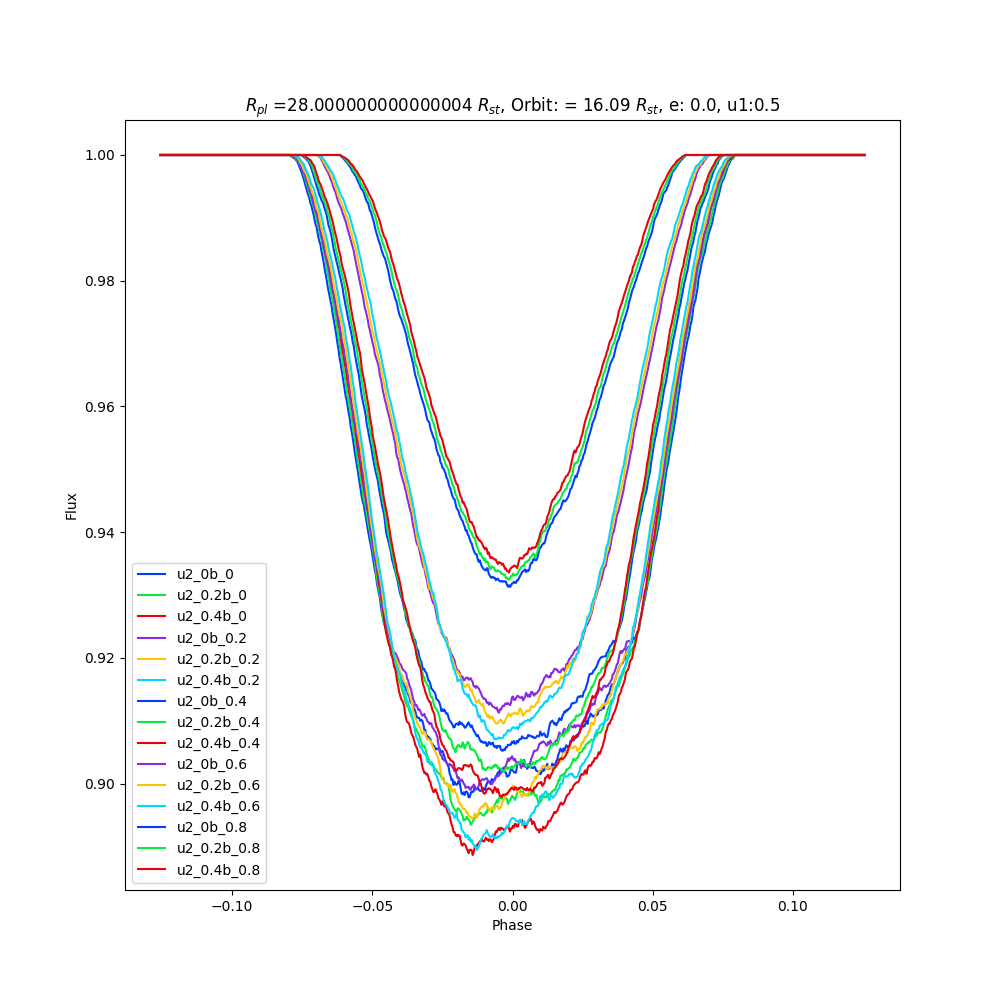 R_pl =28.000000000000004 R_st, Orbit: = 16.09 R_st, e: 0.0, u1:0.5
1.00
0.98
0.96
0.94
0.92
0.90
Flux
u2_0b_0
u2_0.2b_0
u2_0.4b_0
u2_0b_0.2
u2_0.2b_0.2
u2_0.4b_0.2
u2_0b_0.4
u2_0.2b_0.4
u2_0.4b_0.4
u2_0b_0.6
u2_0.2b_0.6
u2_0.4b_0.6
u2_0b_0.8
u2_0.2b_0.8
u2_0.4b_0.8
−0.10 −0.05 0.00 0.05 0.10
Phase